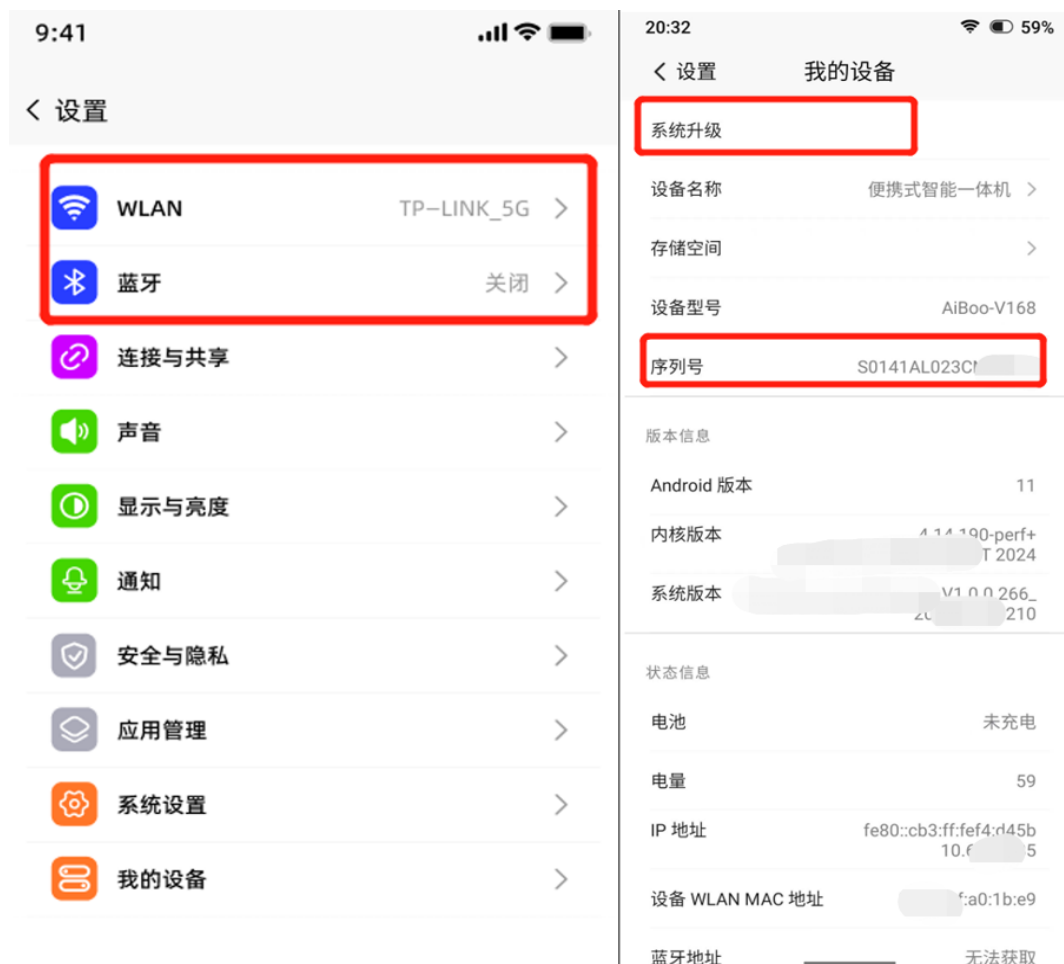 9:41
设置
WLAN TP-LINK_5G
蓝牙 关闭
连接与共享
声音
显示与亮度
通知
安全与隐私
应用管理
系统设置
我的设备
20:32 59%
设置 我的设备
系统升级
设备名称 便携式智能一体机
存储空间
设备型号 AiBoo-V168
序列号 S0141AL023C
版本信息
Android 版本 11
内核版本 4.14.190-perf+
T 2024
系统版本 V1.0.0.266_
210
状态信息
电池 未充电
电量 59
IP 地址 fe80::cb3:ff:fef4:d45b
10. 5
设备 WLAN MAC 地址 f:a0:1b:e9
蓝牙地址 无法获取